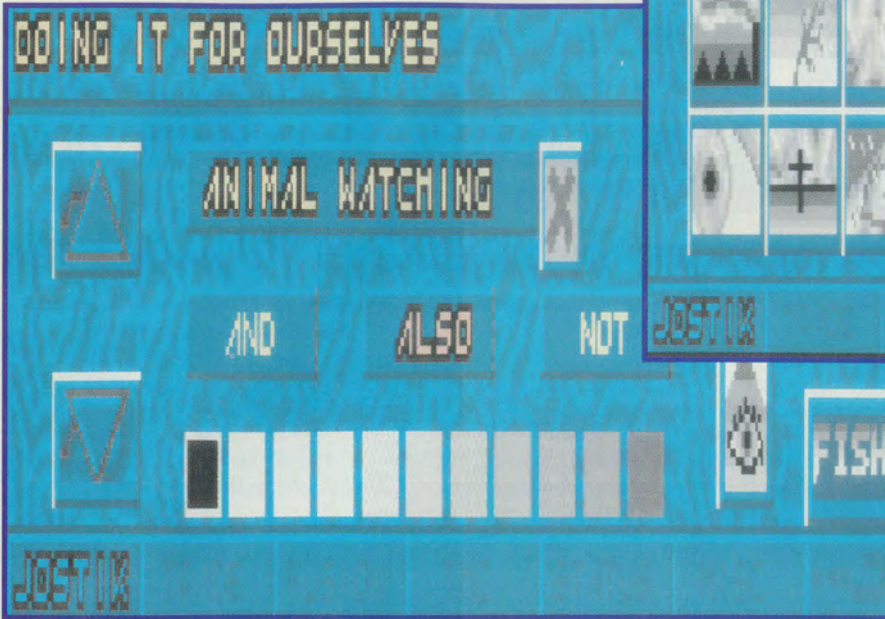 DOING IT FOR OURSELVES
ANIMAL WATCHING
X
AND ALSO NOT
JOSTIK
FISH
JOSTIK